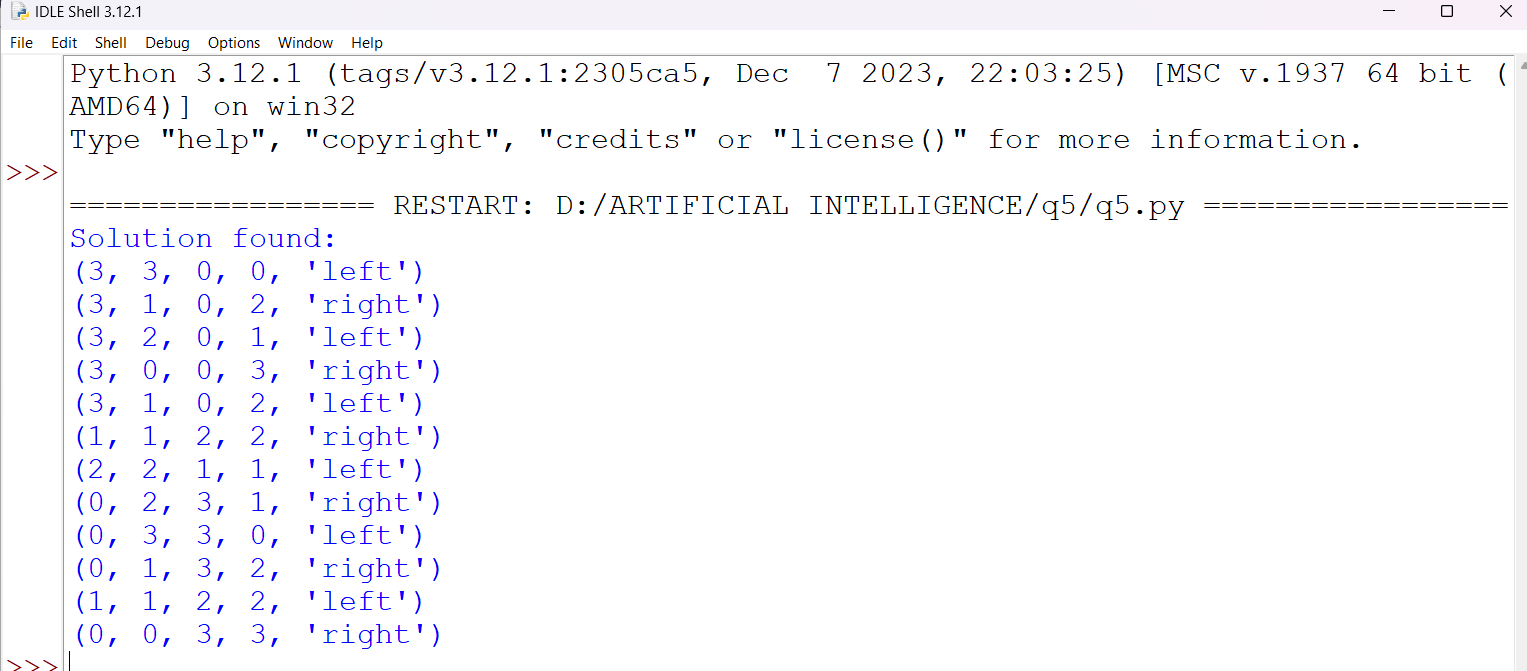 IDLE Shell 3.12.1
File Edit Shell Debug Options Window Help
Python 3.12.1 (tags/v3.12.1:2305ca5, Dec  7 2023, 22:03:25) [MSC v.1937 64 bit (
AMD64)] on win32
Type "help", "copyright", "credits" or "license()" for more information.
>>>
================= RESTART: D:/ARTIFICIAL INTELLIGENCE/q5/q5.py =================
Solution found:
(3, 3, 0, 0, 'left')
(3, 1, 0, 2, 'right')
(3, 2, 0, 1, 'left')
(3, 0, 0, 3, 'right')
(3, 1, 0, 2, 'left')
(1, 1, 2, 2, 'right')
(2, 2, 1, 1, 'left')
(0, 2, 3, 1, 'right')
(0, 3, 3, 0, 'left')
(0, 1, 3, 2, 'right')
(1, 1, 2, 2, 'left')
(0, 0, 3, 3, 'right')
>>>